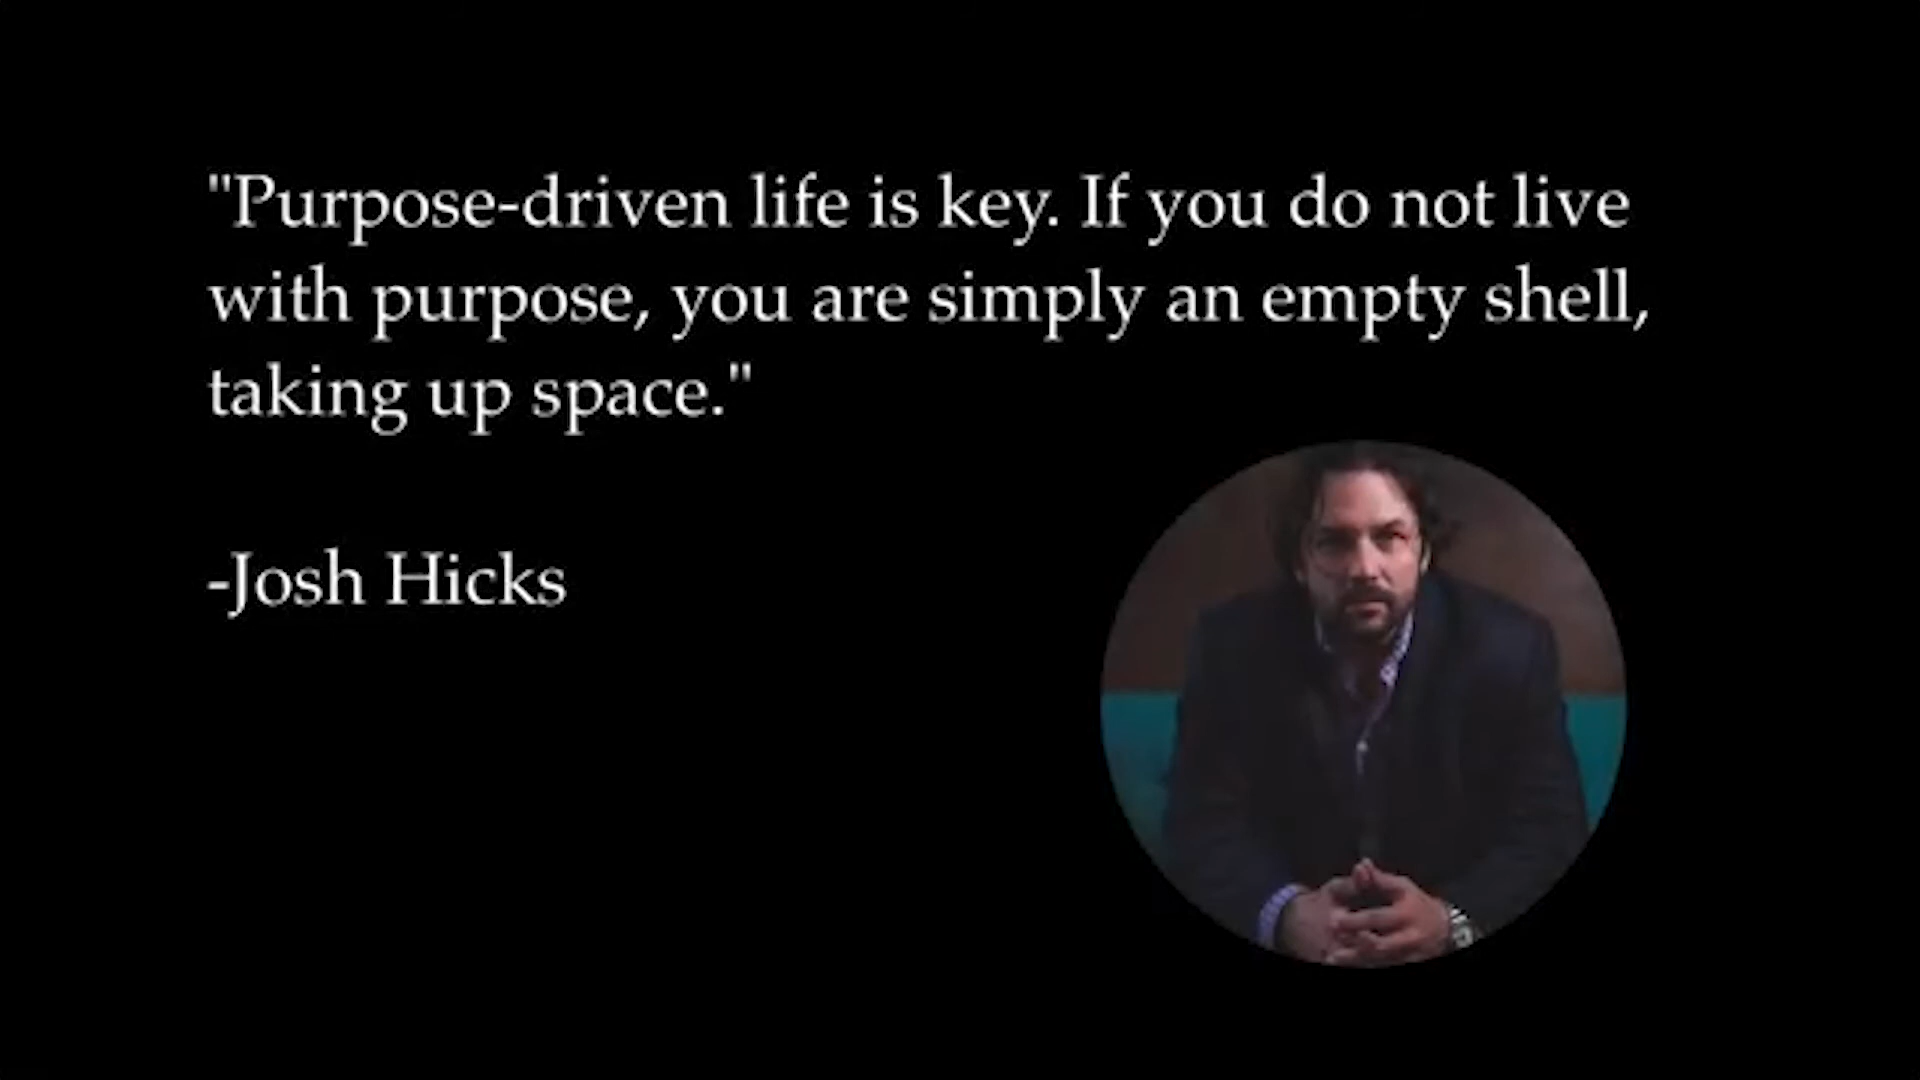 "Purpose-driven life is key. If you do not live
with purpose, you are simply an empty shell,
taking up space."
-Josh Hicks